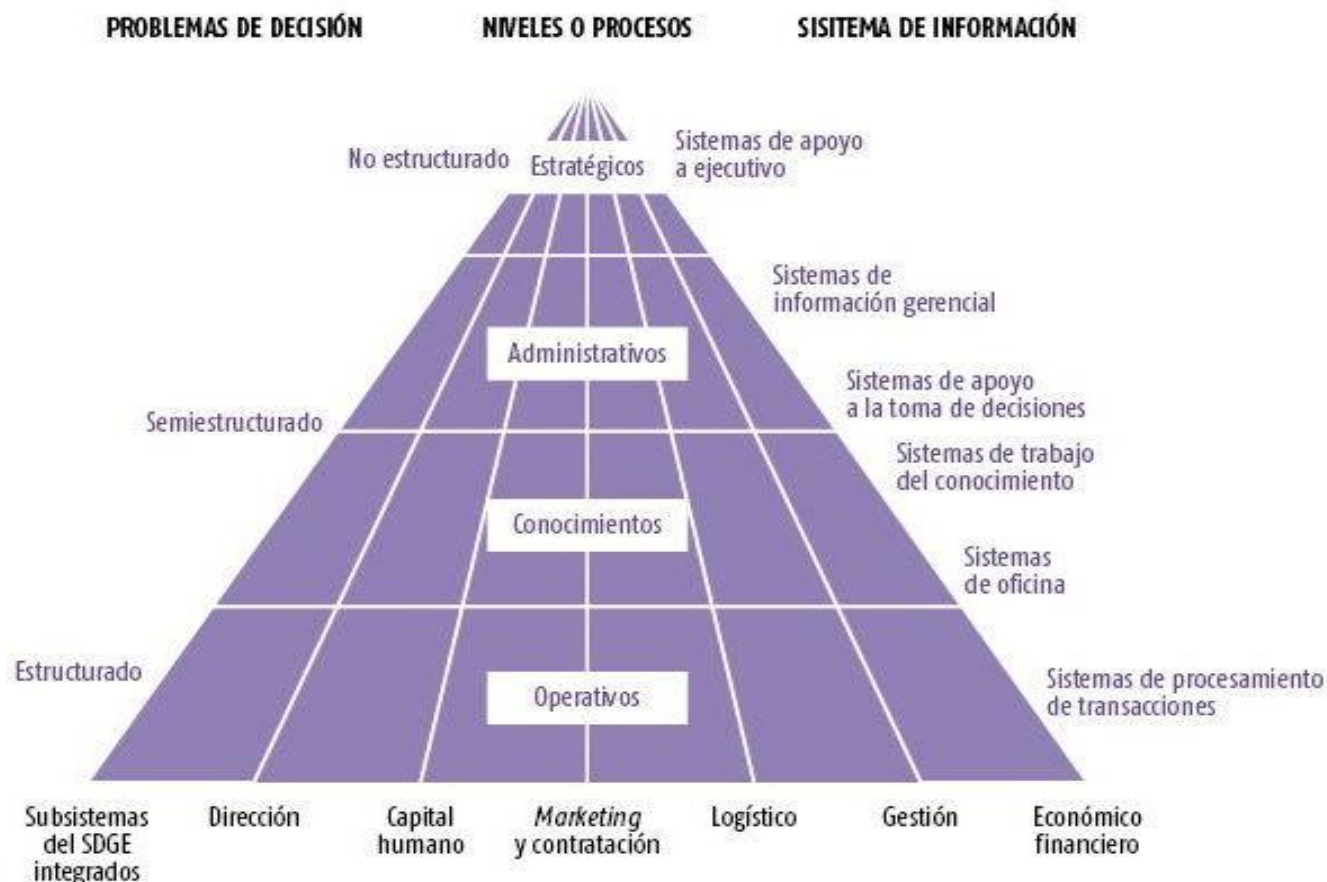 PROBLEMAS DE DECISIÓN
NIVELES O PROCESOS
SISITEMA DE INFORMACIÓN
No estructurado
Estratégicos
Sistemas de apoyo
a ejecutivo
Sistemas de
información gerencial
Administrativos
Sistemas de apoyo
a la toma de decisiones
Semiestructurado
Sistemas de trabajo
del conocimiento
Conocimientos
Sistemas
de oficina
Estructurado
Operativos
Sistemas de procesamiento
de transacciones
Subsistemas
del SDGE
integrados
Dirección
Capital
humano
Marketing
y contratación
Logístico
Gestión
Económico
financiero